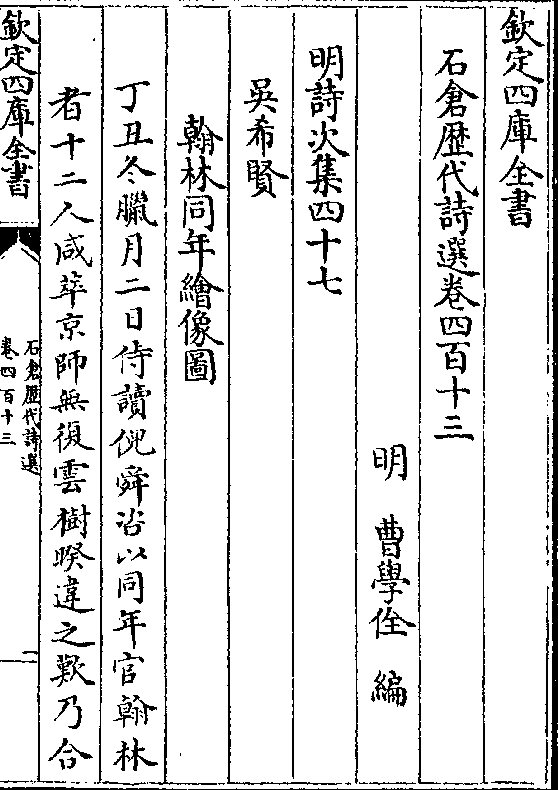 欽定四庫全書
石倉歴代詩選卷四百十三
明 曹學佺 編
明詩次集四十七
吳希賢
翰林同年繪像圖
丁丑冬臘月二日侍讀倪舜咨以同年官翰林
者十二人咸萃京師無復雲樹暌違之歎乃合
欽定四庫全書
石倉歴代詩選
卷四百十三
一